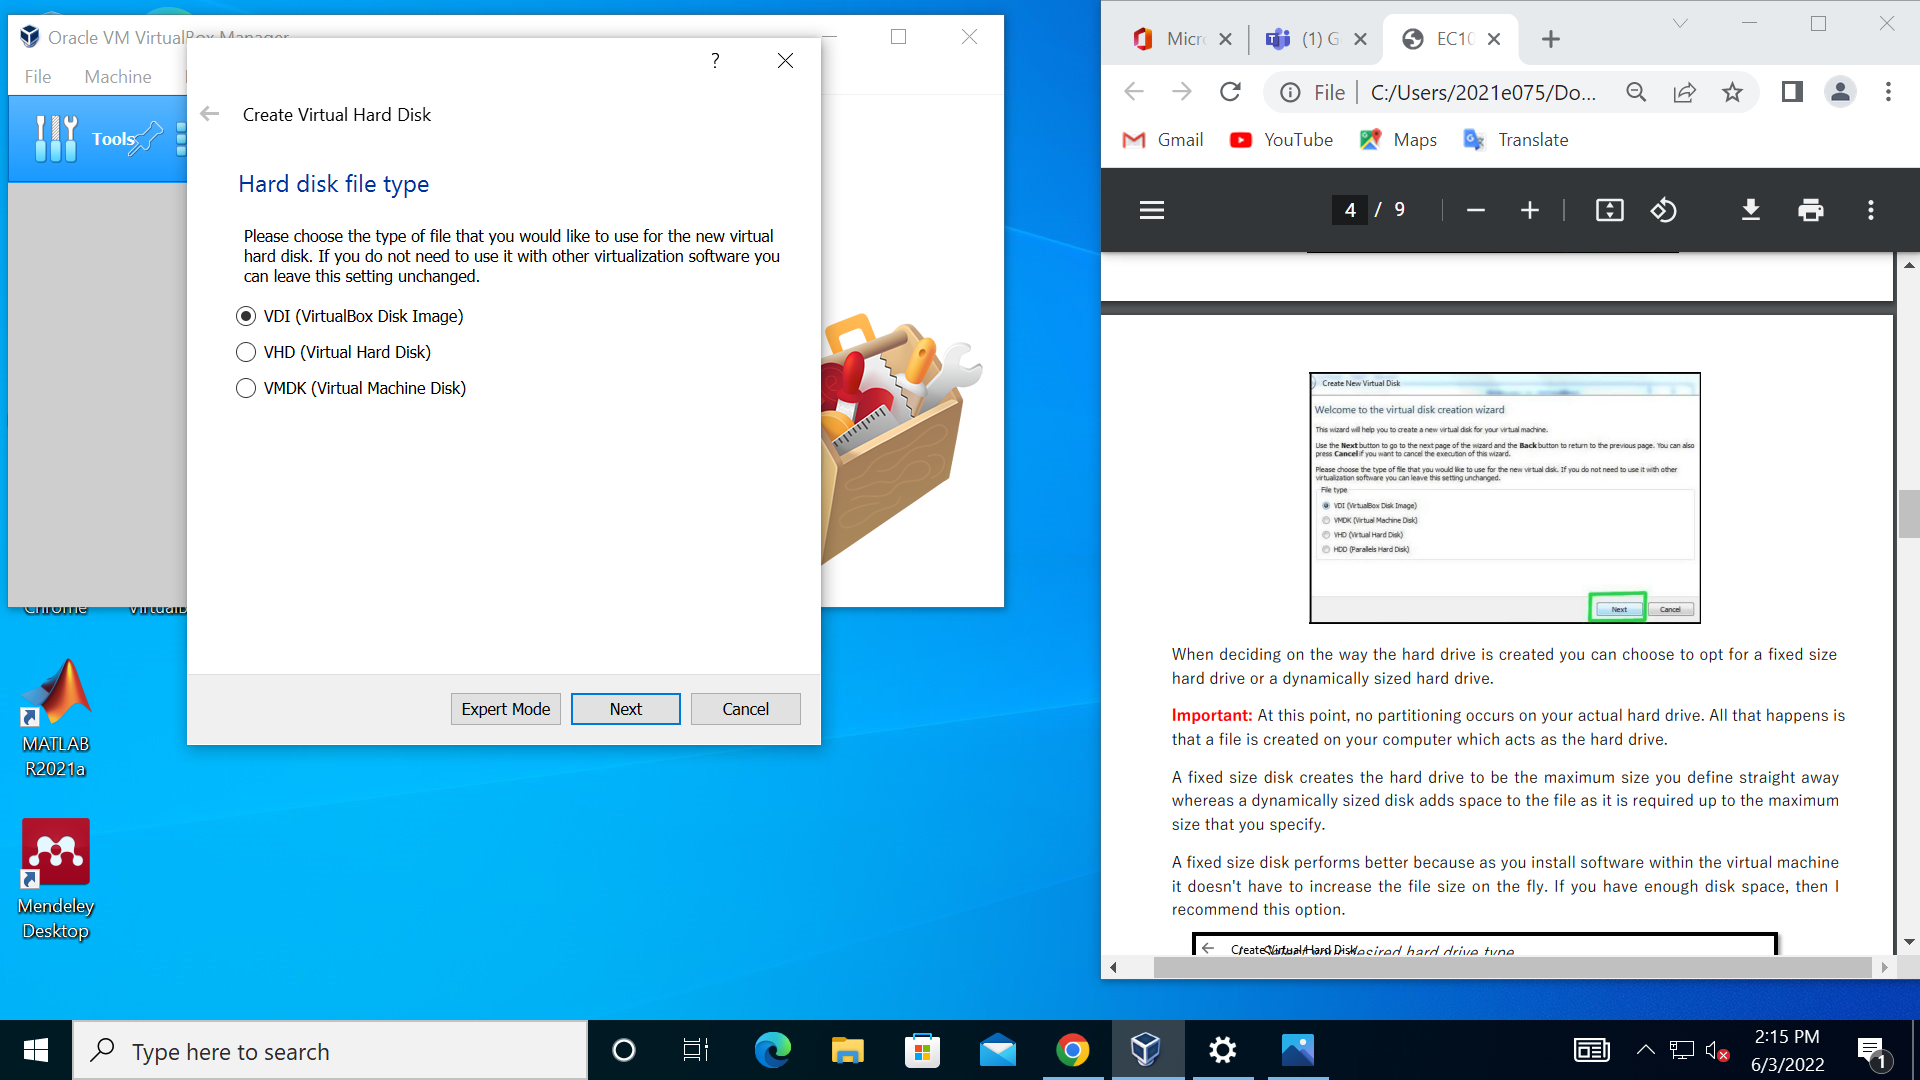 Oracle VM VirtualBox Manager
File Machine
Tools
?
Create Virtual Hard Disk
Hard disk file type
Please choose the type of file that you would like to use for the new virtual
hard disk. If you do not need to use it with other virtualization software you
can leave this setting unchanged.
VDI (VirtualBox Disk Image)
VHD (Virtual Hard Disk)
VMDK (Virtual Machine Disk)
Expert Mode Next Cancel
Chrome
MATLAB
R2021a
Mendeley
Desktop
Micr (1) G EC10
File C:/Users/2021e075/Do...
Gmail YouTube Maps Translate
4 / 9
Create New Virtual Disk
Welcome to the virtual disk creation wizard
This wizard will help you to create a new virtual disk for your virtual machine.
Use the Next button to go to the next page of the wizard and the Back button to return to the previous page. You can also
press Cancel if you want to cancel the execution of this wizard.
Please choose the type of file that you would like to use for the new virtual disk. If you do not need to use it with other
virtualization software you can leave this setting unchanged.
File type
VDI (VirtualBox Disk Image)
VMDK (Virtual Machine Disk)
VHD (Virtual Hard Disk)
HDD (Parallels Hard Disk)
Next Cancel
When deciding on the way the hard drive is created you can choose to opt for a fixed size
hard drive or a dynamically sized hard drive.
Important: At this point, no partitioning occurs on your actual hard drive. All that happens is
that a file is created on your computer which acts as the hard drive.
A fixed size disk creates the hard drive to be the maximum size you define straight away
whereas a dynamically sized disk adds space to the file as it is required up to the maximum
size that you specify.
A fixed size disk performs better because as you install software within the virtual machine
it doesn't have to increase the file size on the fly. If you have enough disk space, then I
recommend this option.
Create Virtual Hard Disk
desired hard drive type
Type here to search
2:15 PM
6/3/2022
1